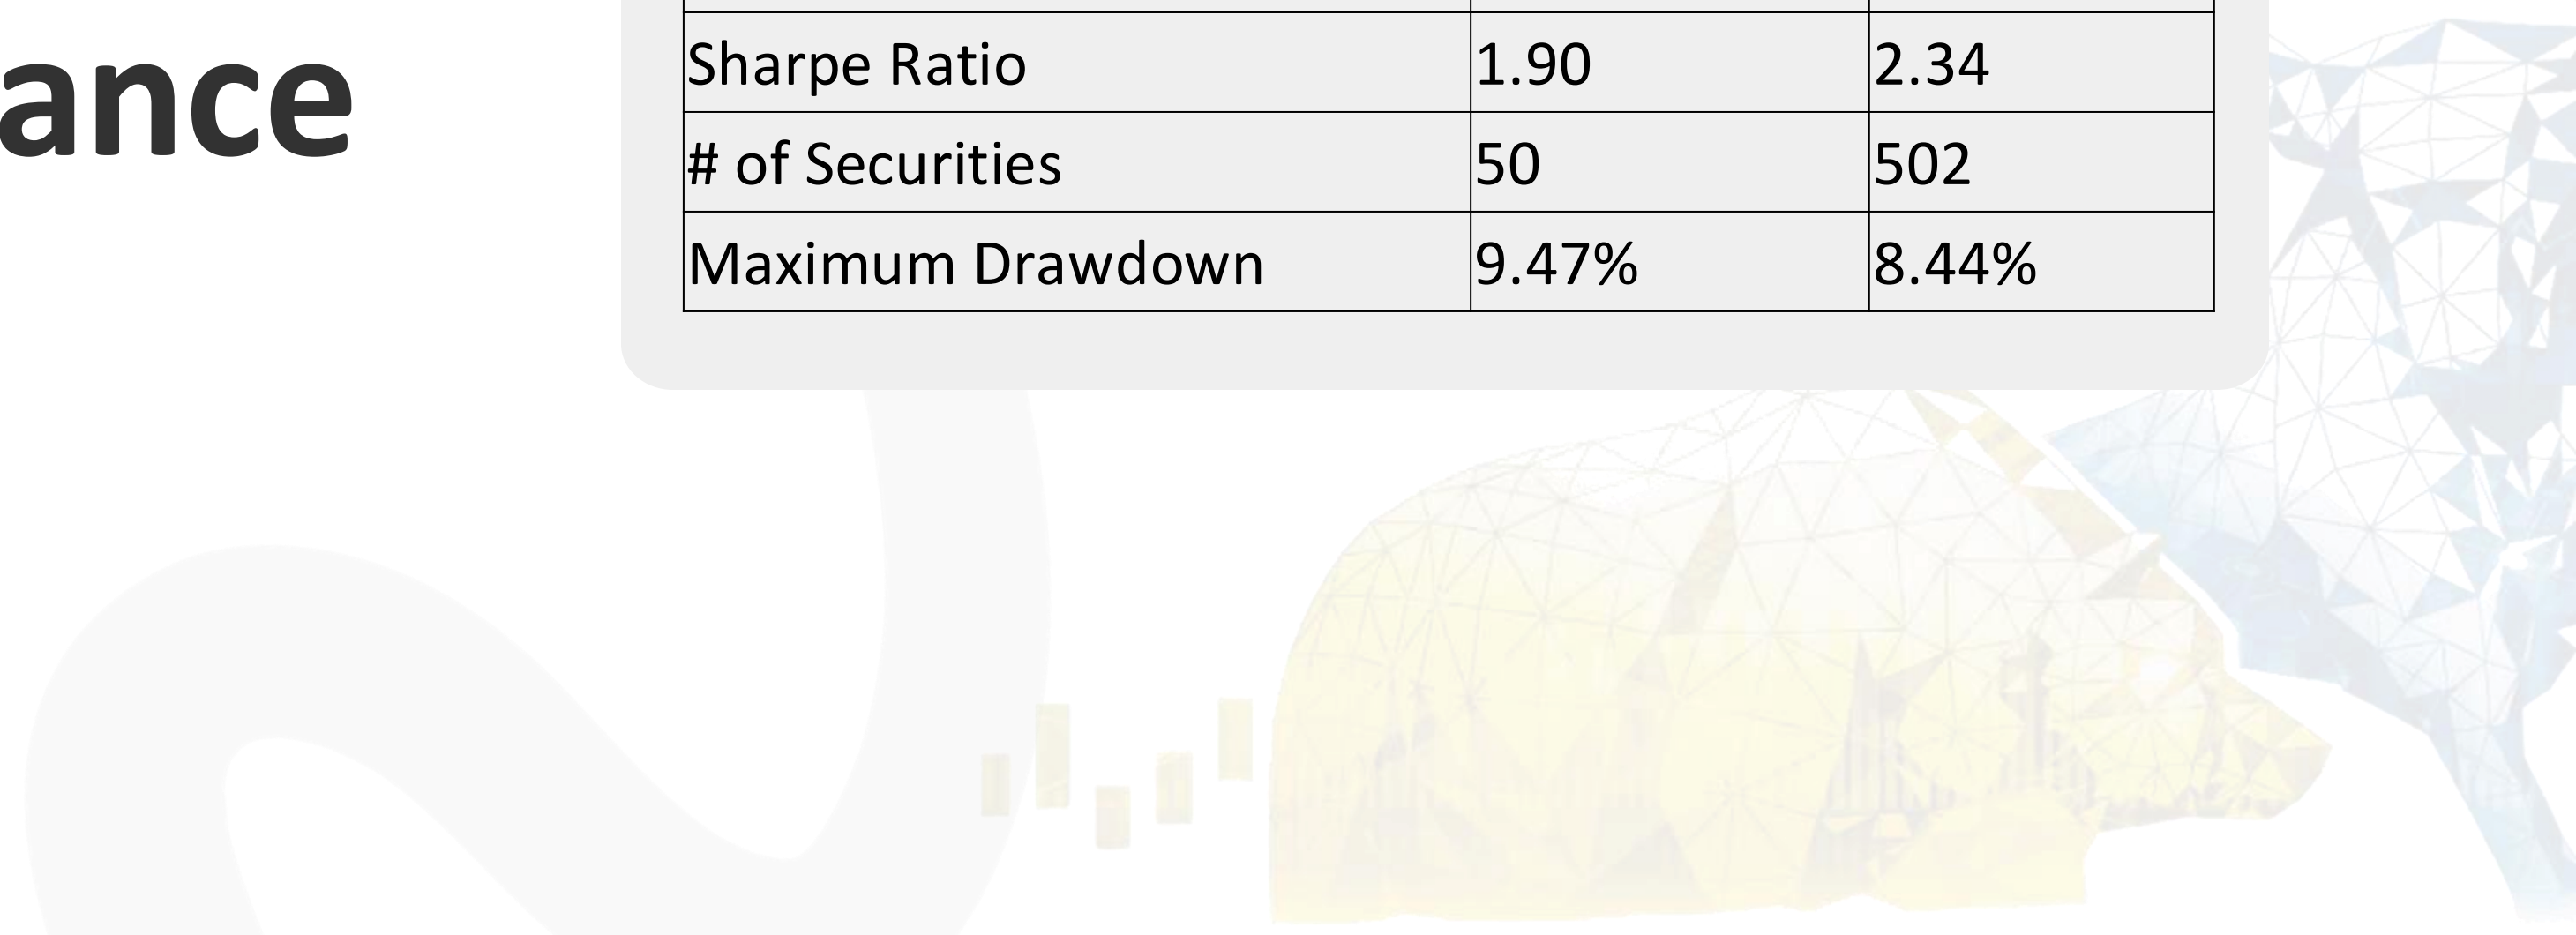 ance
Sharpe Ratio 1.90 2.34
# of Securities 50 502
Maximum Drawdown 9.47% 8.44%